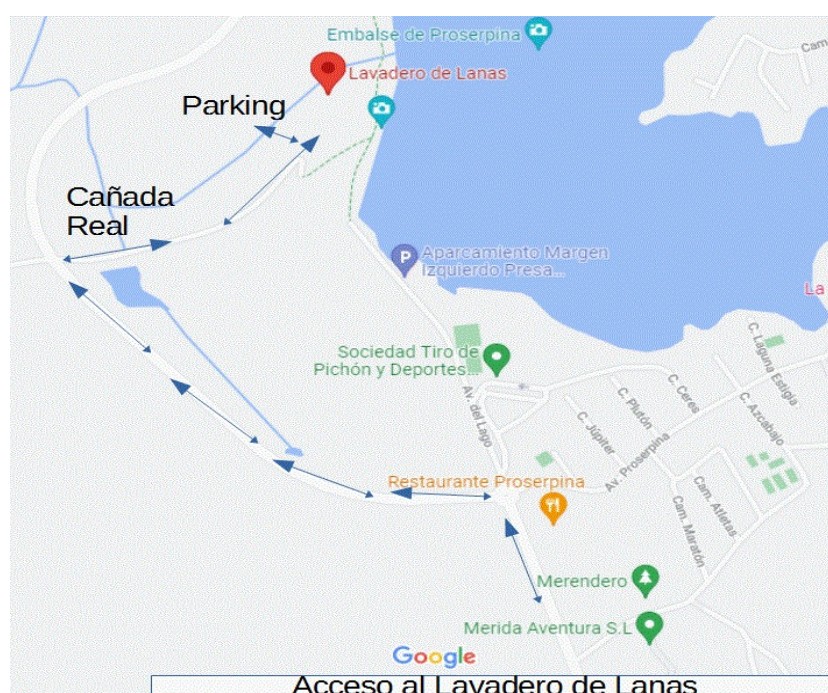 Embalse de Proserpina
Cam.
Lavadero de Lanas
Parking
Cañada
Real
Aparcamiento Margen
Izquierdo Presa...
La
Sociedad Tiro de
Pichón y Deportes...
C. Laguna Estigia
C. Ceres
C. Plutón
C. Azcabajo
C. Júpiter
Av. del Lago
Av. Proserpina
Restaurante Proserpina
Cam. Atletas
Cam. Maratón
Merendero
Merida Aventura S.L
Google
Acceso al Lavadero de Lanas